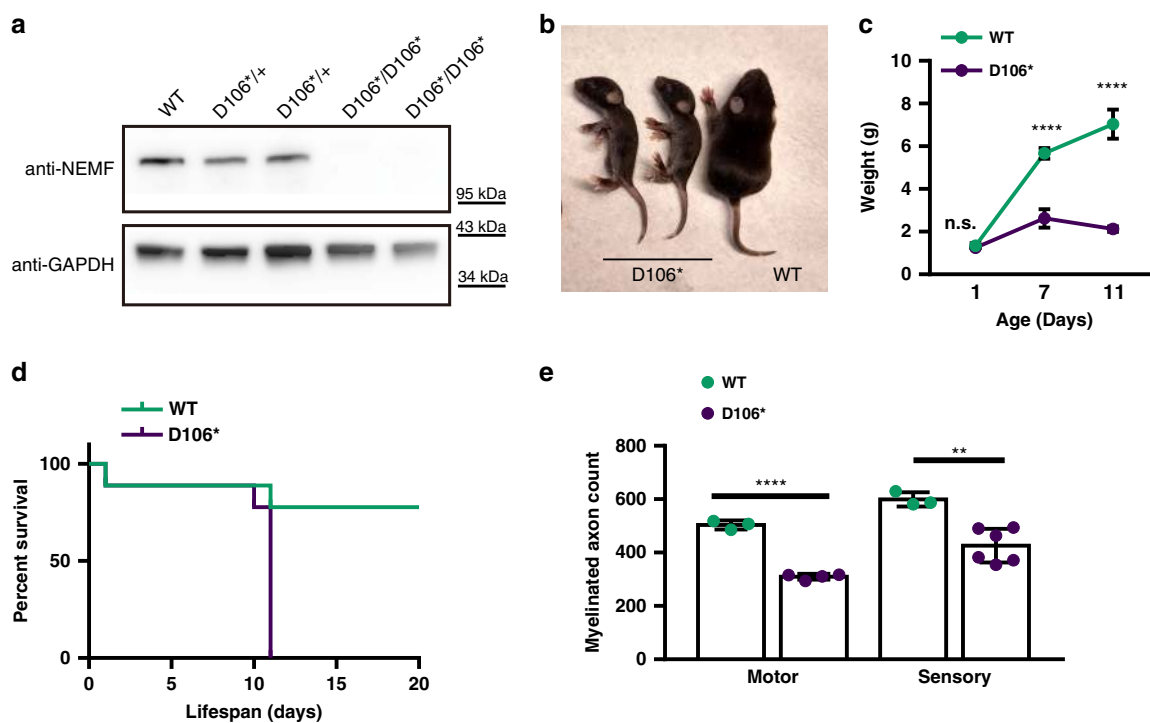 a
WT
D106*/+
D106*/+
D106*/D106*
D106*/D106*
anti-NEMF
95 kDa
43 kDa
anti-GAPDH
34 kDa
b
D106*
WT
c
WT
D106*
Weight (g)
10
8
6
4
2
0
n.s.
****
****
1 7 11
Age (Days)
d
WT
D106*
Percent survival
100
50
0
0 5 10 15 20
Lifespan (days)
e
WT
D106*
Myelinated axon count
800
600
400
200
0
****
**
Motor Sensory